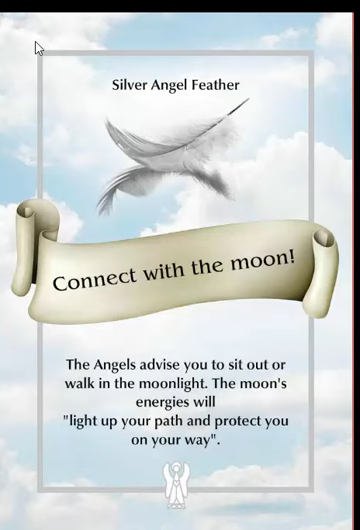 Silver Angel Feather
Connect with the moon!
The Angels advise you to sit out or
walk in the moonlight. The moon's
energies will
"light up your path and protect you
on your way".